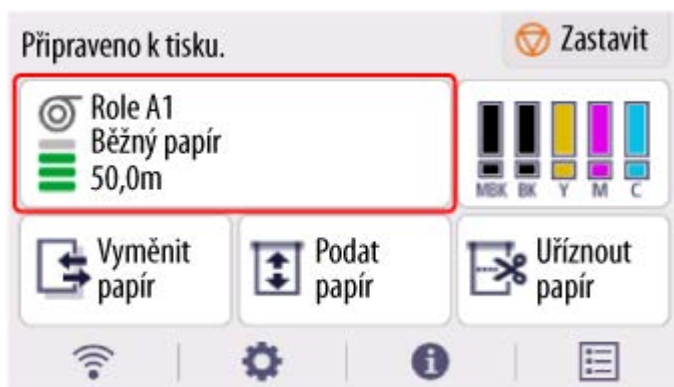 Připraveno k tisku.
Zastavit
Role A1
Běžný papír
50,0m
MBK BK Y M C
Vyměnit
papír
Podat
papír
Uříznout
papír